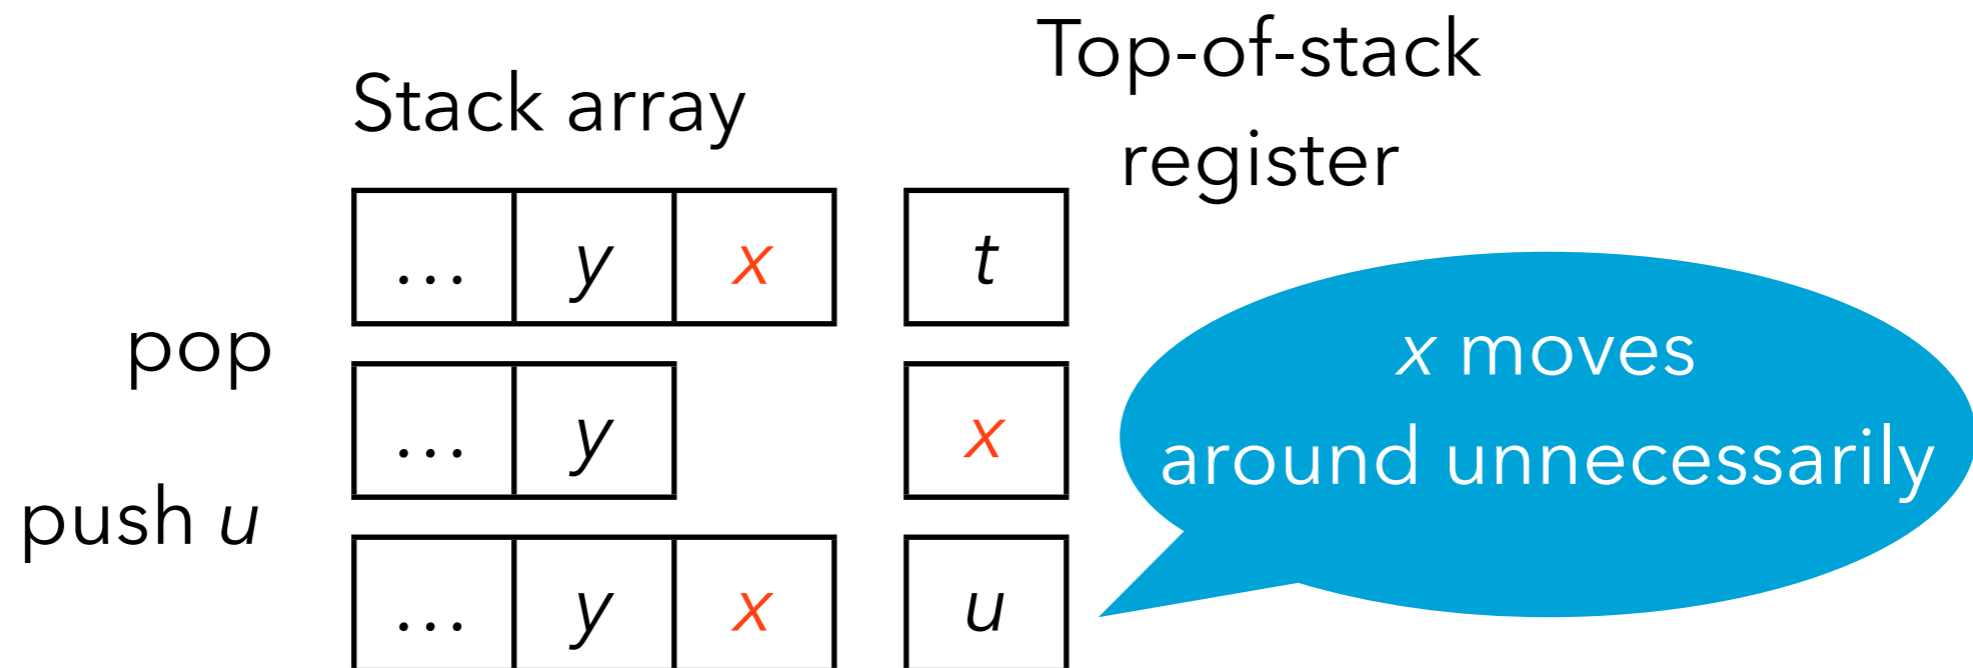 Top-of-stack
register
Stack array
… y x t
pop
… y x
push u
… y x u
x moves
around unnecessarily